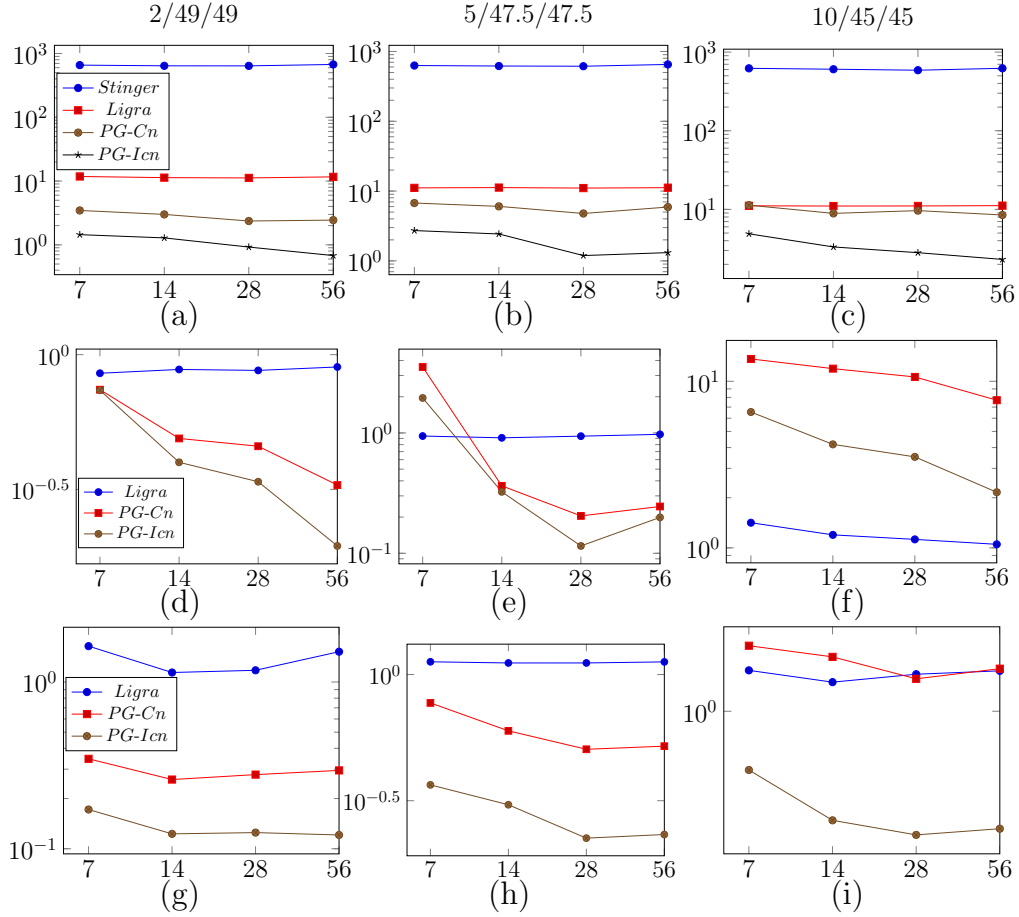 2/49/49 5/47.5/47.5 10/45/45
10^3 10^3 10^3
Stinger
Ligra
PG-Cn
PG-Icn
10^2 10^2 10^2
10^1 10^1 10^1
10^0 10^0
7 14 28 56 7 14 28 56 7 14 28 56
(a) (b) (c)
10^0 10^0 10^1
10^-0.5 10^-1 10^0
Ligra
PG-Cn
PG-Icn
7 14 28 56 7 14 28 56 7 14 28 56
(d) (e) (f)
10^0 10^0 10^0
Ligra
PG-Cn
PG-Icn
10^-1 10^-0.5
7 14 28 56 7 14 28 56 7 14 28 56
(g) (h) (i)